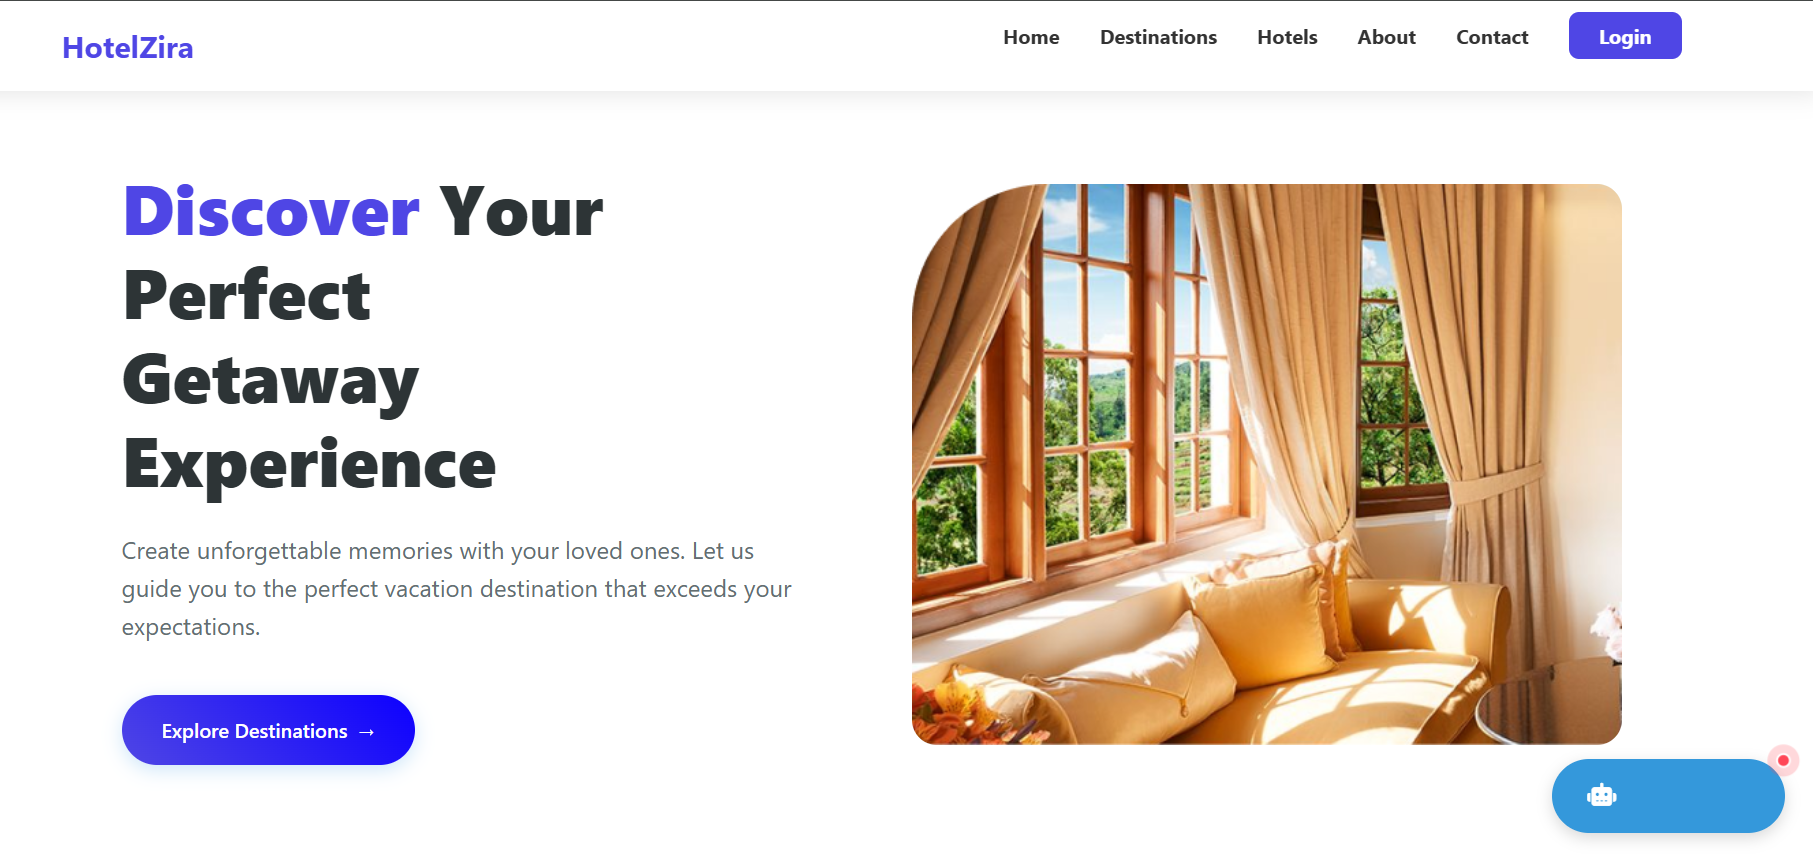 HotelZira
Home Destinations Hotels About Contact Login
Discover Your
Perfect
Getaway
Experience
Create unforgettable memories with your loved ones. Let us
guide you to the perfect vacation destination that exceeds your
expectations.
Explore Destinations →